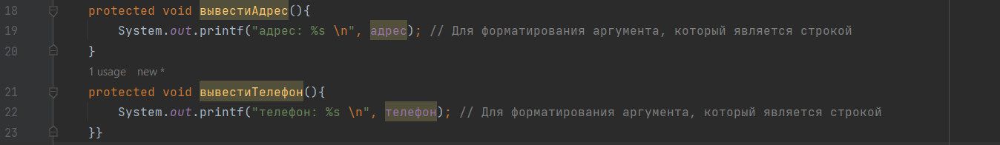 18 protected void вывестиАдрес(){
19 System.out.printf("адрес: %s \n", адрес); // Для форматирования аргумента, который является строкой
20 }
1 usage new *
21 protected void вывестиТелефон(){
22 System.out.printf("телефон: %s \n", телефон); // Для форматирования аргумента, который является строкой
23 }}